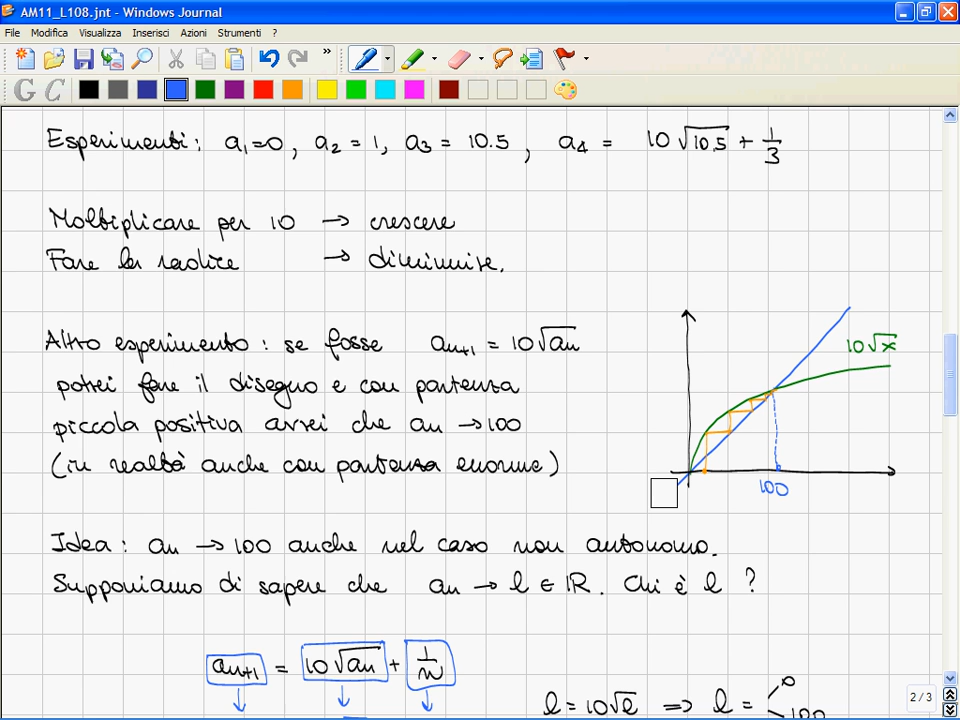 AM11_L108.jnt - Windows Journal
File Modifica Visualizza Inserisci Azioni Strumenti ?
Esperimenti: a1=0, a2 = 1, a3 = 10.5, a4 = 10√10.5 + 1/3
Moltiplicare per 10 → crescere
Fare la radice → diminuire.
Altro esperimento: se fosse an+1 = 10√an
potrei fare il disegno e con partenza
piccola positiva avrei che an → 100
(in realtà anche con partenza enorme)
10√x
100
Idea: an → 100 anche nel caso non autonomo.
Supponiamo di sapere che an → l ∈ ℝ. Chi è l ?
an+1 = 10√an + 1/n
l = 10√l ⇒ l = 0
100
2 / 3